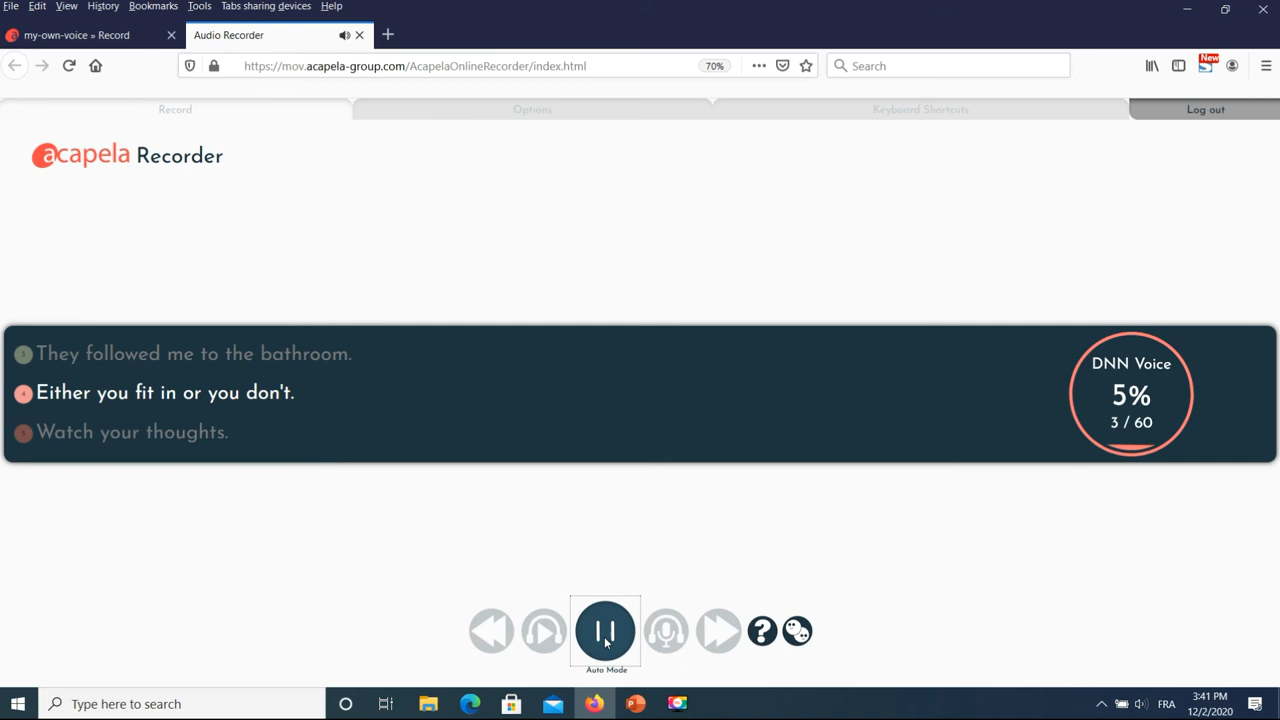 File Edit View History Bookmarks Tools Tabs sharing devices Help
my-own-voice » Record
Audio Recorder
https://mov.acapela-group.com/AcapelaOnlineRecorder/index.html
70%
Search
New
Record
Options
Keyboard Shortcuts
Log out
acapela Recorder
3 They followed me to the bathroom.
4 Either you fit in or you don't.
5 Watch your thoughts.
DNN Voice
5%
3 / 60
?
Auto Mode
Type here to search
FRA
3:41 PM
12/2/2020